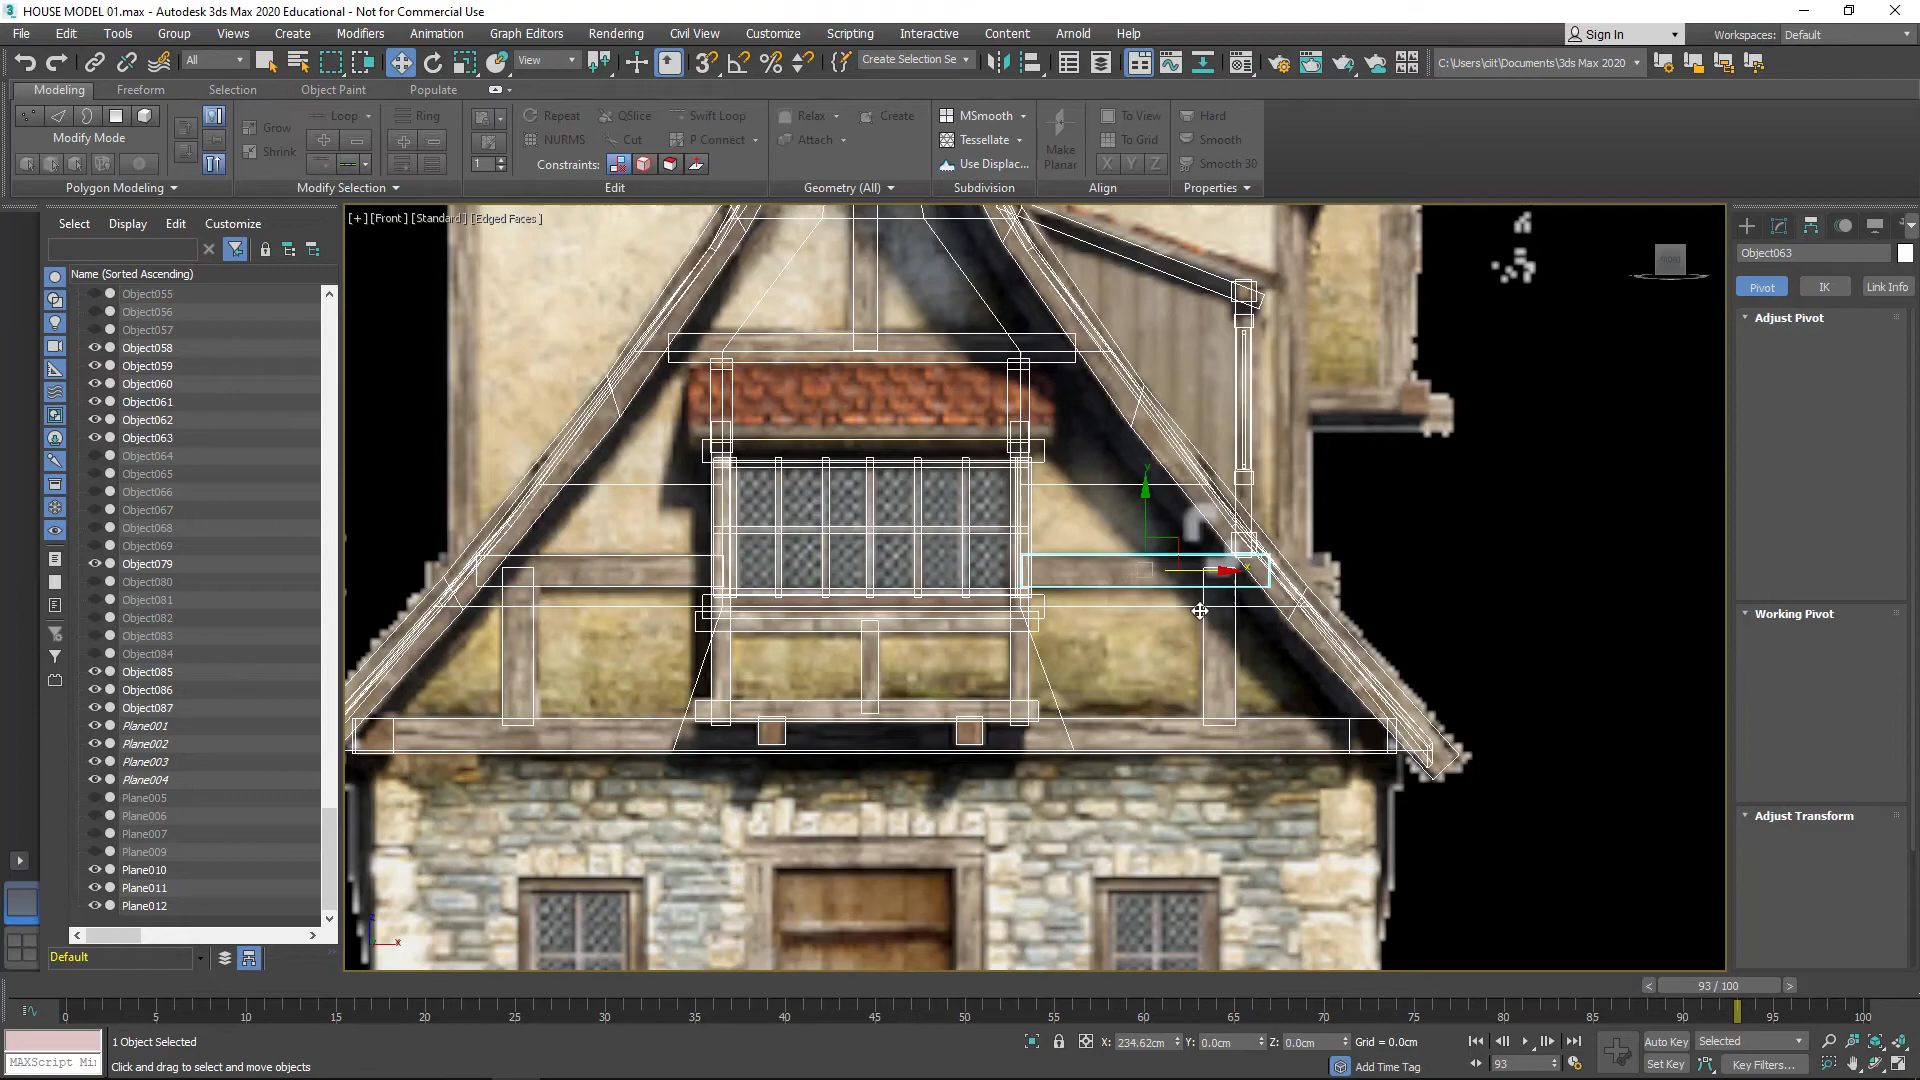 HOUSE MODEL 01.max - Autodesk 3ds Max 2020 Educational - Not for Commercial Use
File Edit Tools Group Views Create Modifiers Animation Graph Editors Rendering Civil View Customize Scripting Interactive Content Arnold Help Sign In Workspaces: Default
All View Create Selection Se C:\Users\ciit\Documents\3ds Max 2020
Modeling Freeform Selection Object Paint Populate
Modify Mode Grow Loop Ring Repeat QSlice Swift Loop Relax Create MSmooth To View Hard
Shrink NURMS Cut P Connect Attach Tessellate Make Planar To Grid Smooth
1 Constraints: Use Displac... X Y Z Smooth 30
Polygon Modeling Modify Selection Edit Geometry (All) Subdivision Align Properties
Select Display Edit Customize
[+] [Front] [Standard] [Edged Faces]
Name (Sorted Ascending)
Object055
Object056
Object057
Object058
Object059
Object060
Object061
Object062
Object063
Object064
Object065
Object066
Object067
Object068
Object069
Object079
Object080
Object081
Object082
Object083
Object084
Object085
Object086
Object087
Plane001
Plane002
Plane003
Plane004
Plane005
Plane006
Plane007
Plane009
Plane010
Plane011
Plane012
Default
Object063
Pivot IK Link Info
Adjust Pivot
Working Pivot
Adjust Transform
93 / 100
0 5 10 15 20 25 30 35 40 45 50 55 60 65 70 75 80 85 90 95 100
1 Object Selected X: 234.62cm Y: 0.0cm Z: 0.0cm Grid = 0.0cm Auto Key Selected
MAXScript Mi Click and drag to select and move objects Add Time Tag 93 Set Key Key Filters...